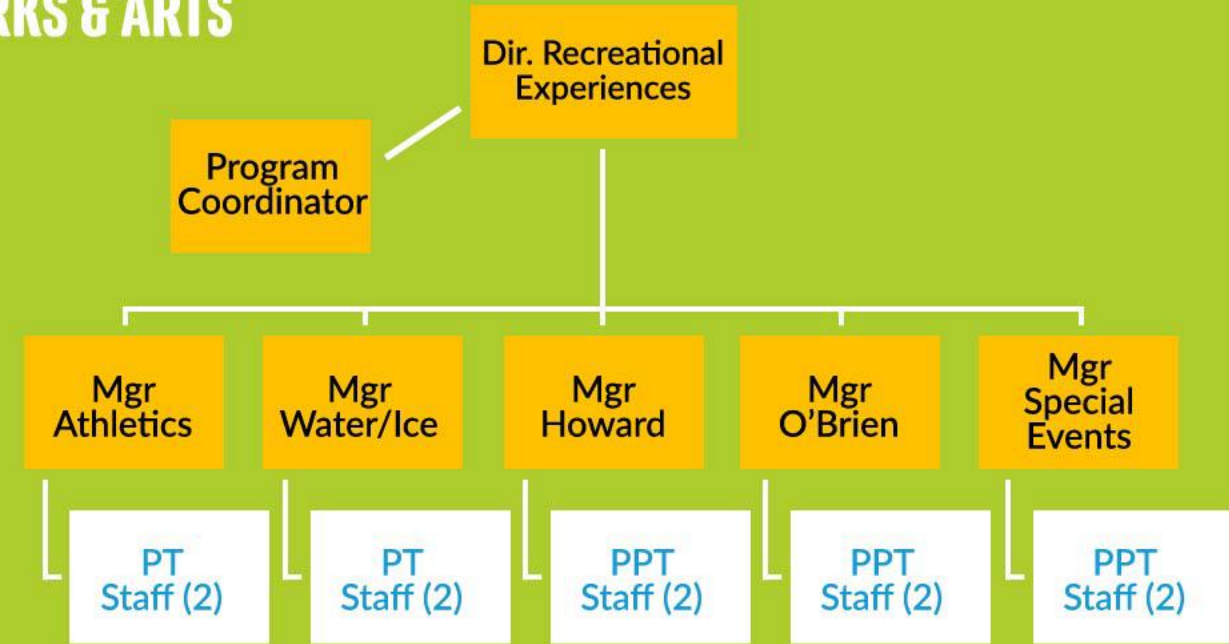 & ARTS
Dir. Recreational
Experiences
Program
Coordinator
Mgr
Athletics
Mgr
Water/Ice
Mgr
Howard
Mgr
O'Brien
Mgr
Special
Events
PT
Staff (2)
PT
Staff (2)
PPT
Staff (2)
PPT
Staff (2)
PPT
Staff (2)